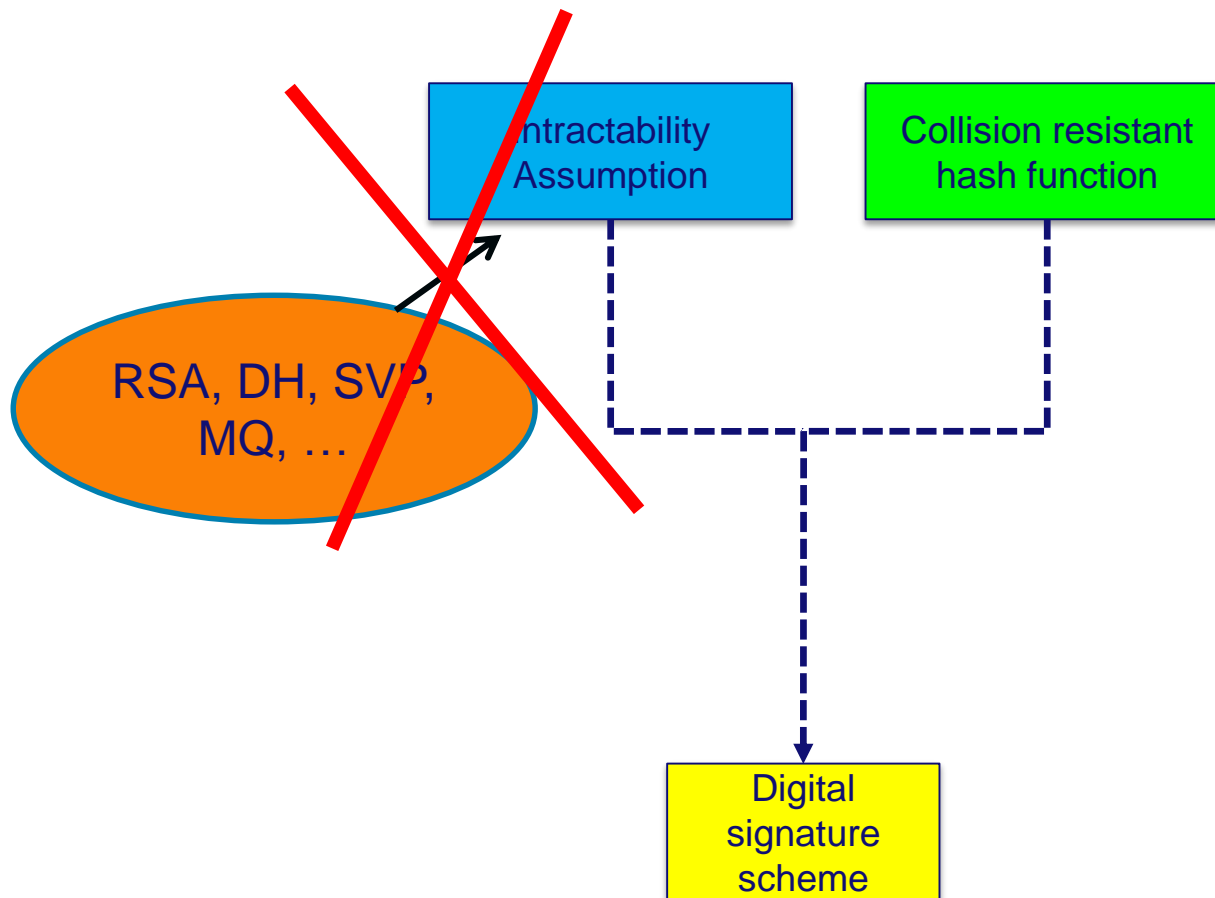 Intractability
Assumption
Collision resistant
hash function
RSA, DH, SVP,
MQ, …
Digital
signature
scheme